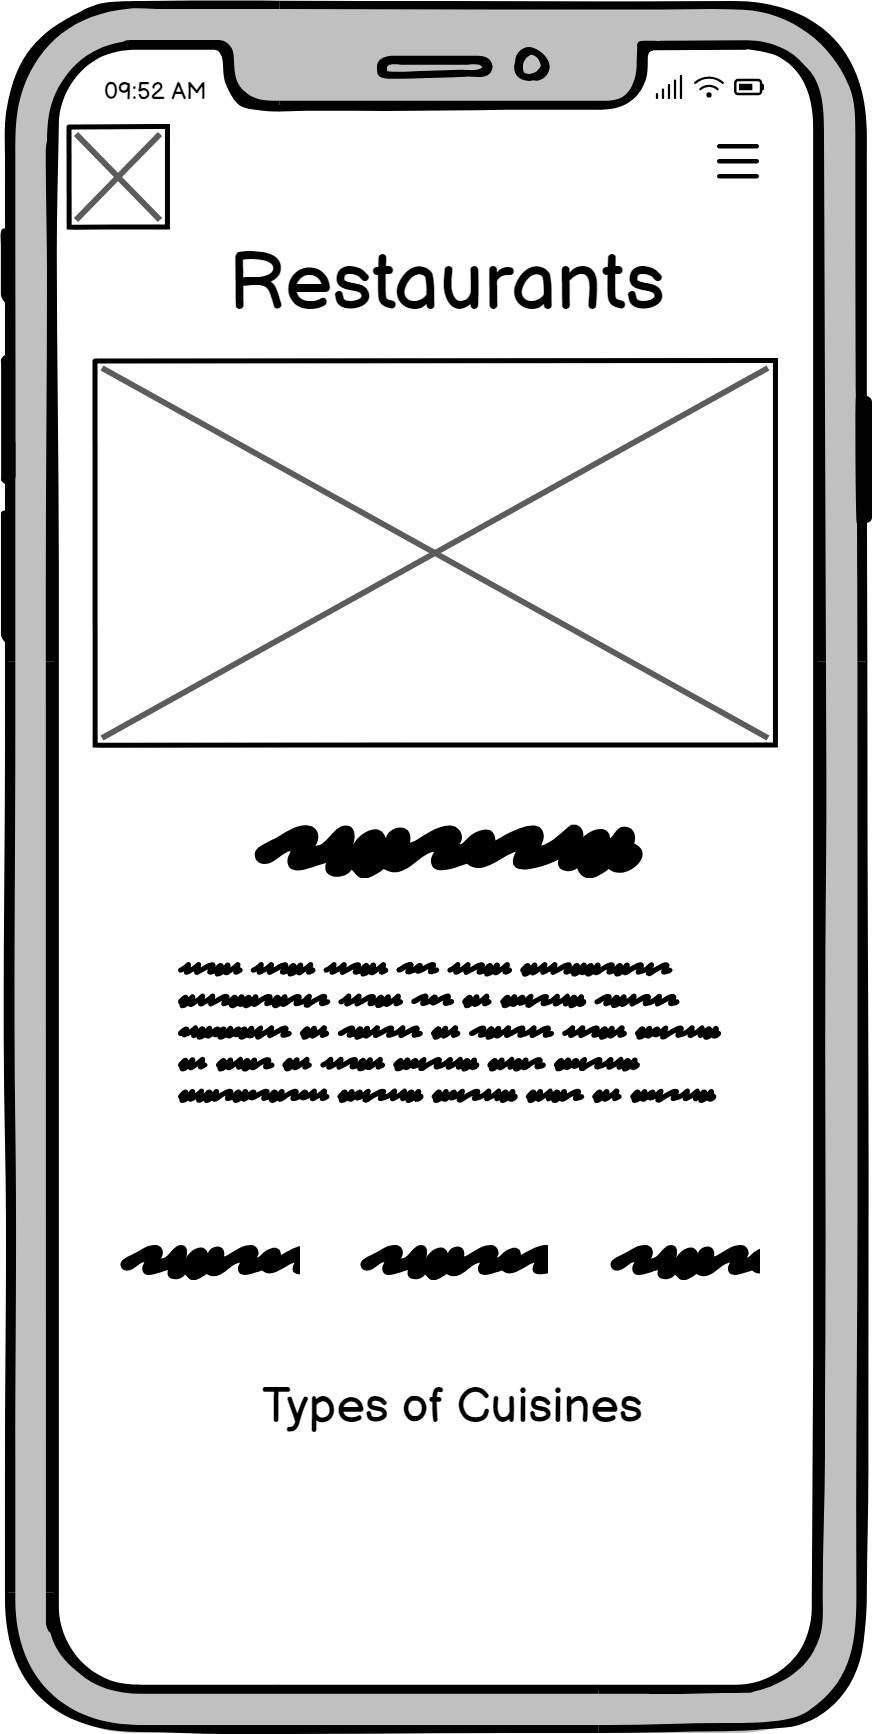 09:52 AM
Restaurants
Types of Cuisines